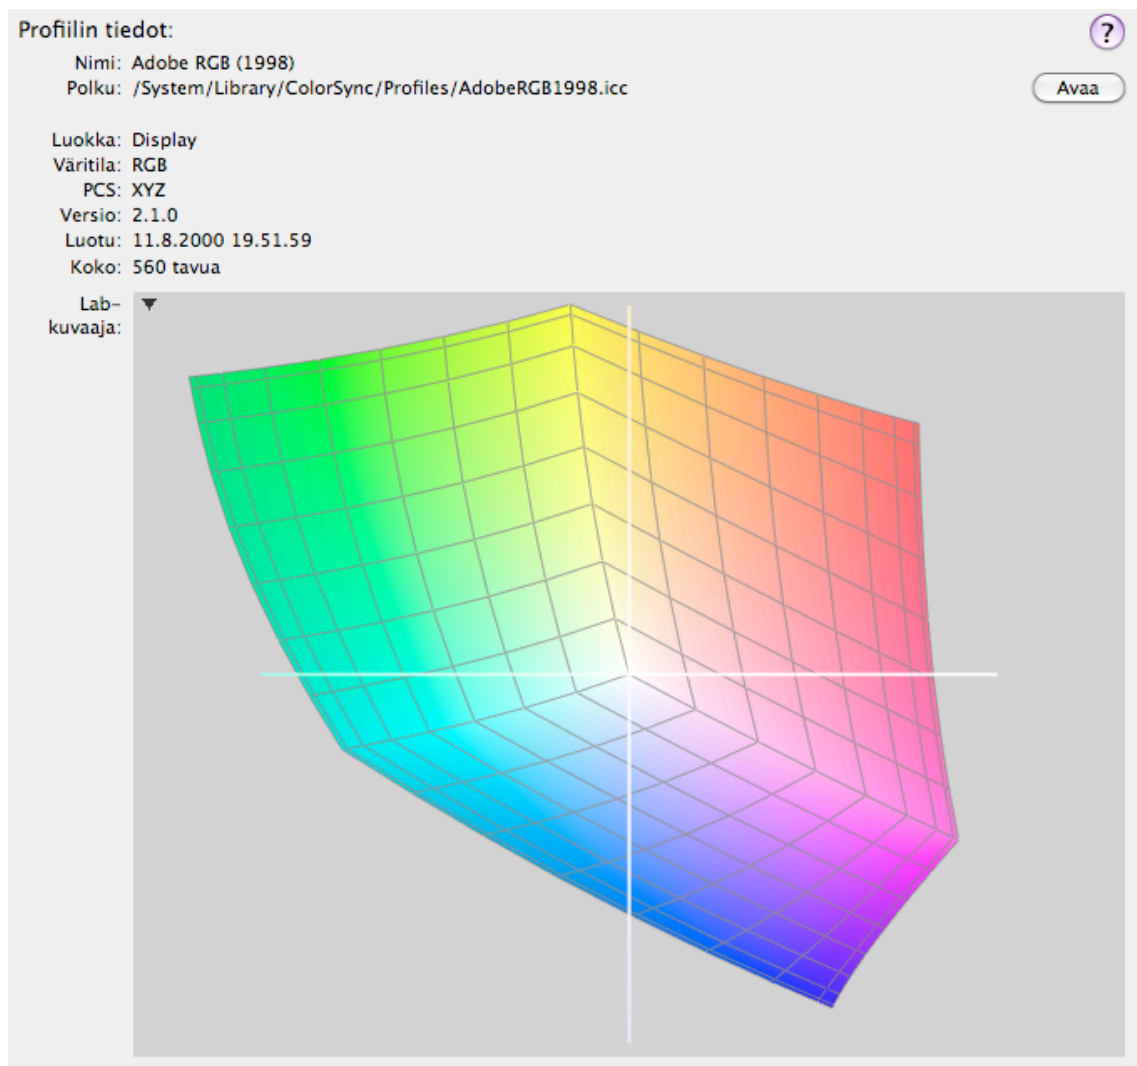 Profiilin tiedot:
?
Nimi: Adobe RGB (1998)
Polku: /System/Library/ColorSync/Profiles/AdobeRGB1998.icc
Avaa
Luokka: Display
Väritila: RGB
PCS: XYZ
Versio: 2.1.0
Luotu: 11.8.2000 19.51.59
Koko: 560 tavua
Lab-
kuvaaja: